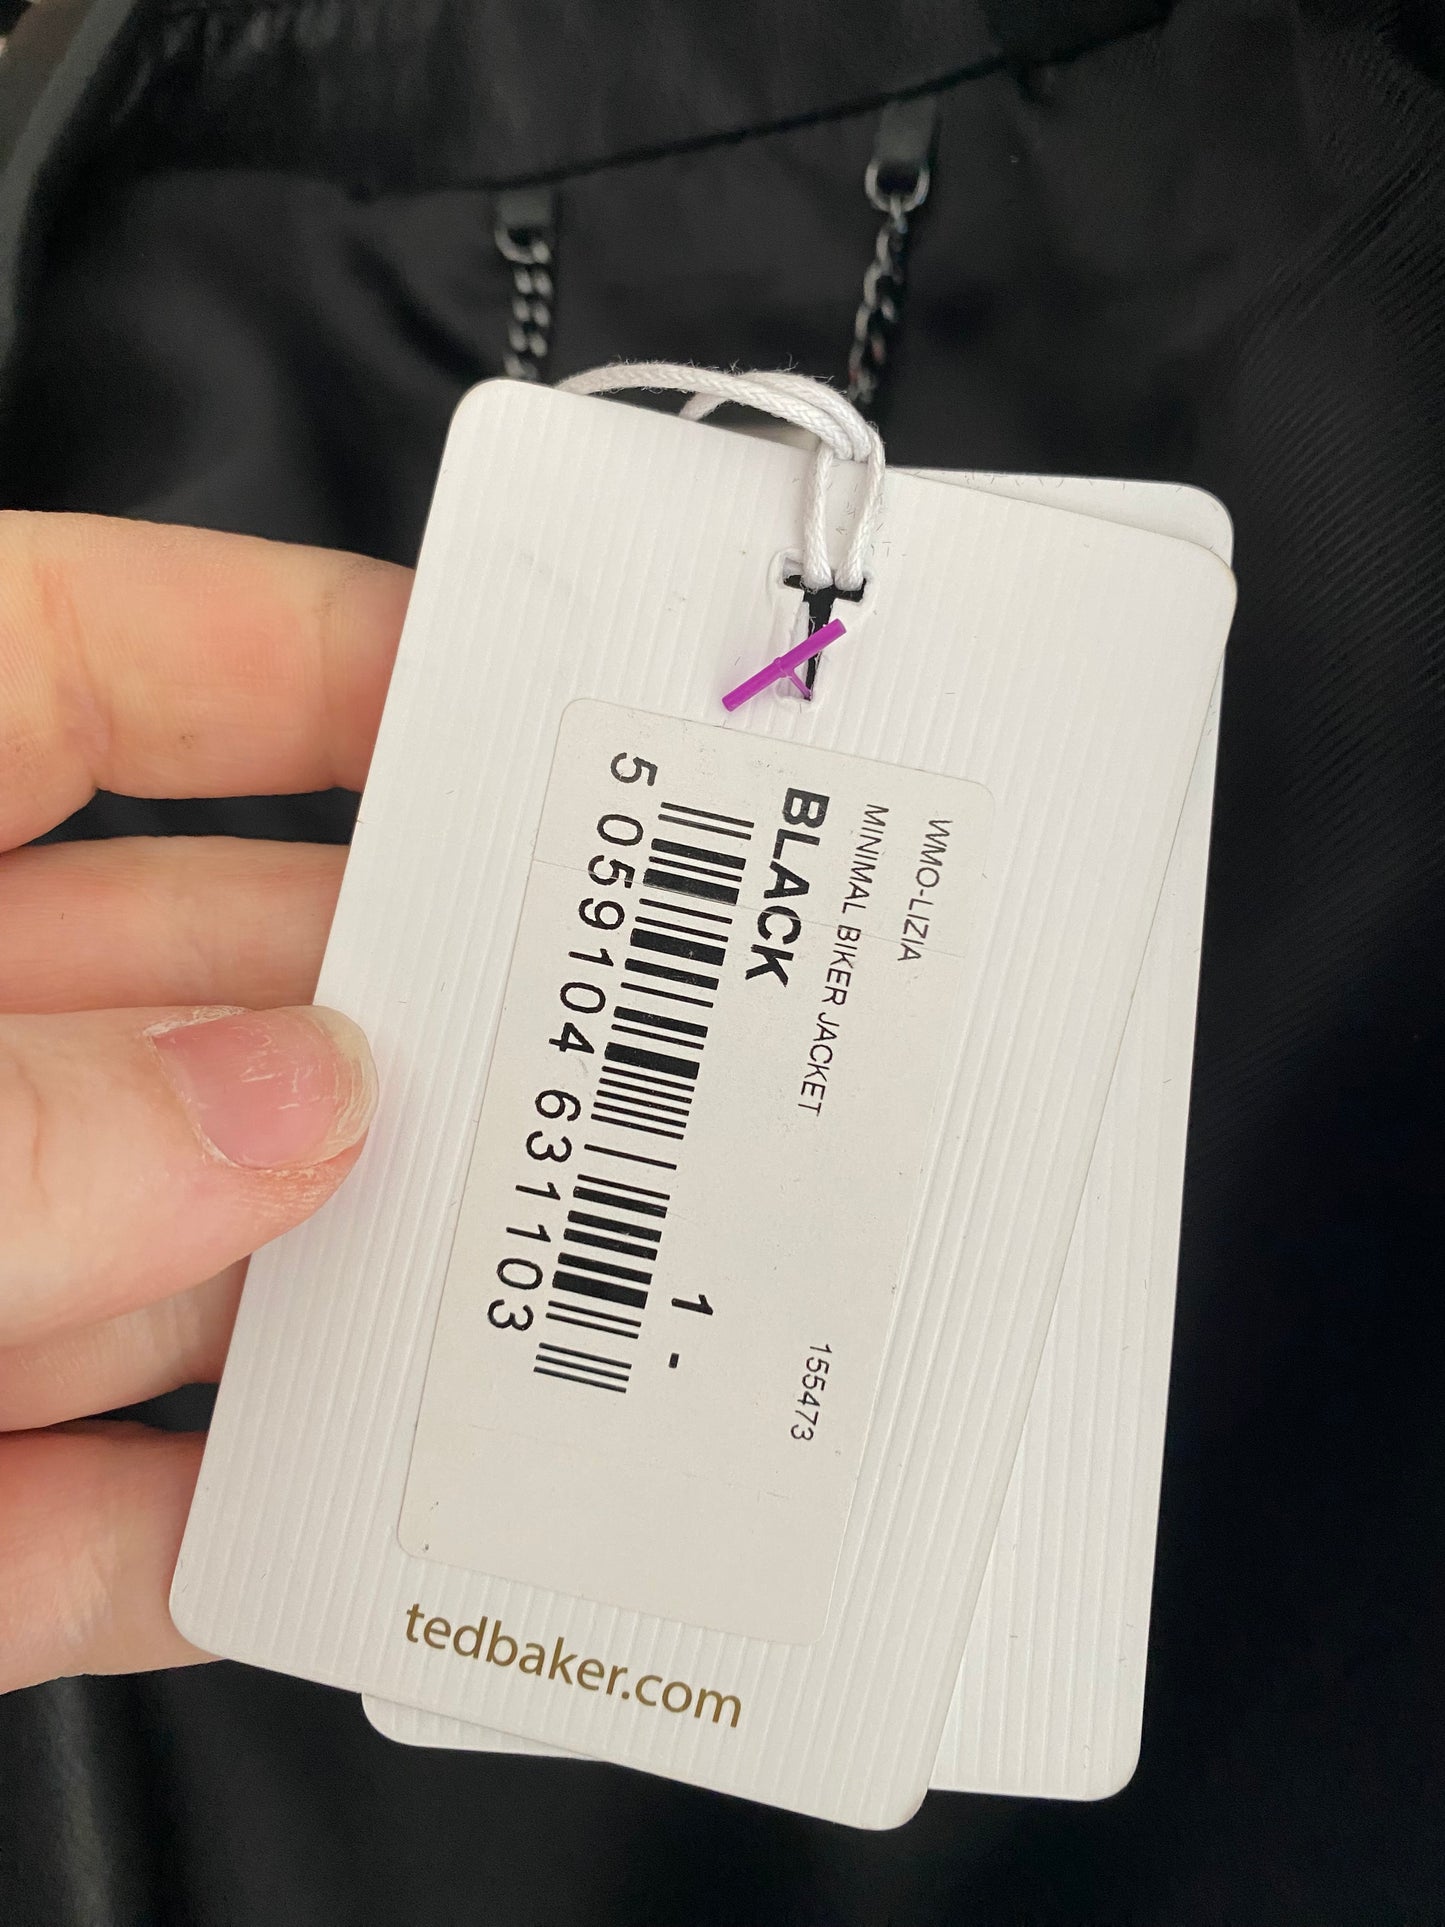 WMO-LIZIA
MINIMAL BIKER JACKET 155473
BLACK 1 -
5 059104 631103
tedbaker.com